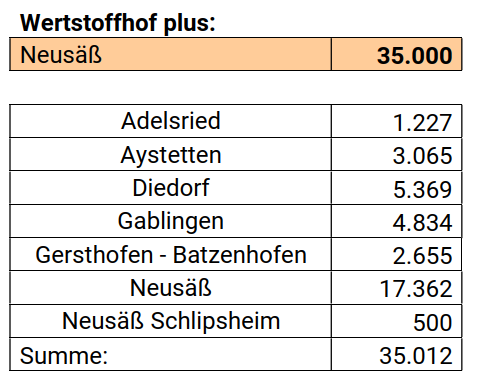 Wertstoffhof plus:
Neusäß 35.000
Adelsried 1.227
Aystetten 3.065
Diedorf 5.369
Gablingen 4.834
Gersthofen - Batzenhofen 2.655
Neusäß 17.362
Neusäß Schlipsheim 500
Summe: 35.012